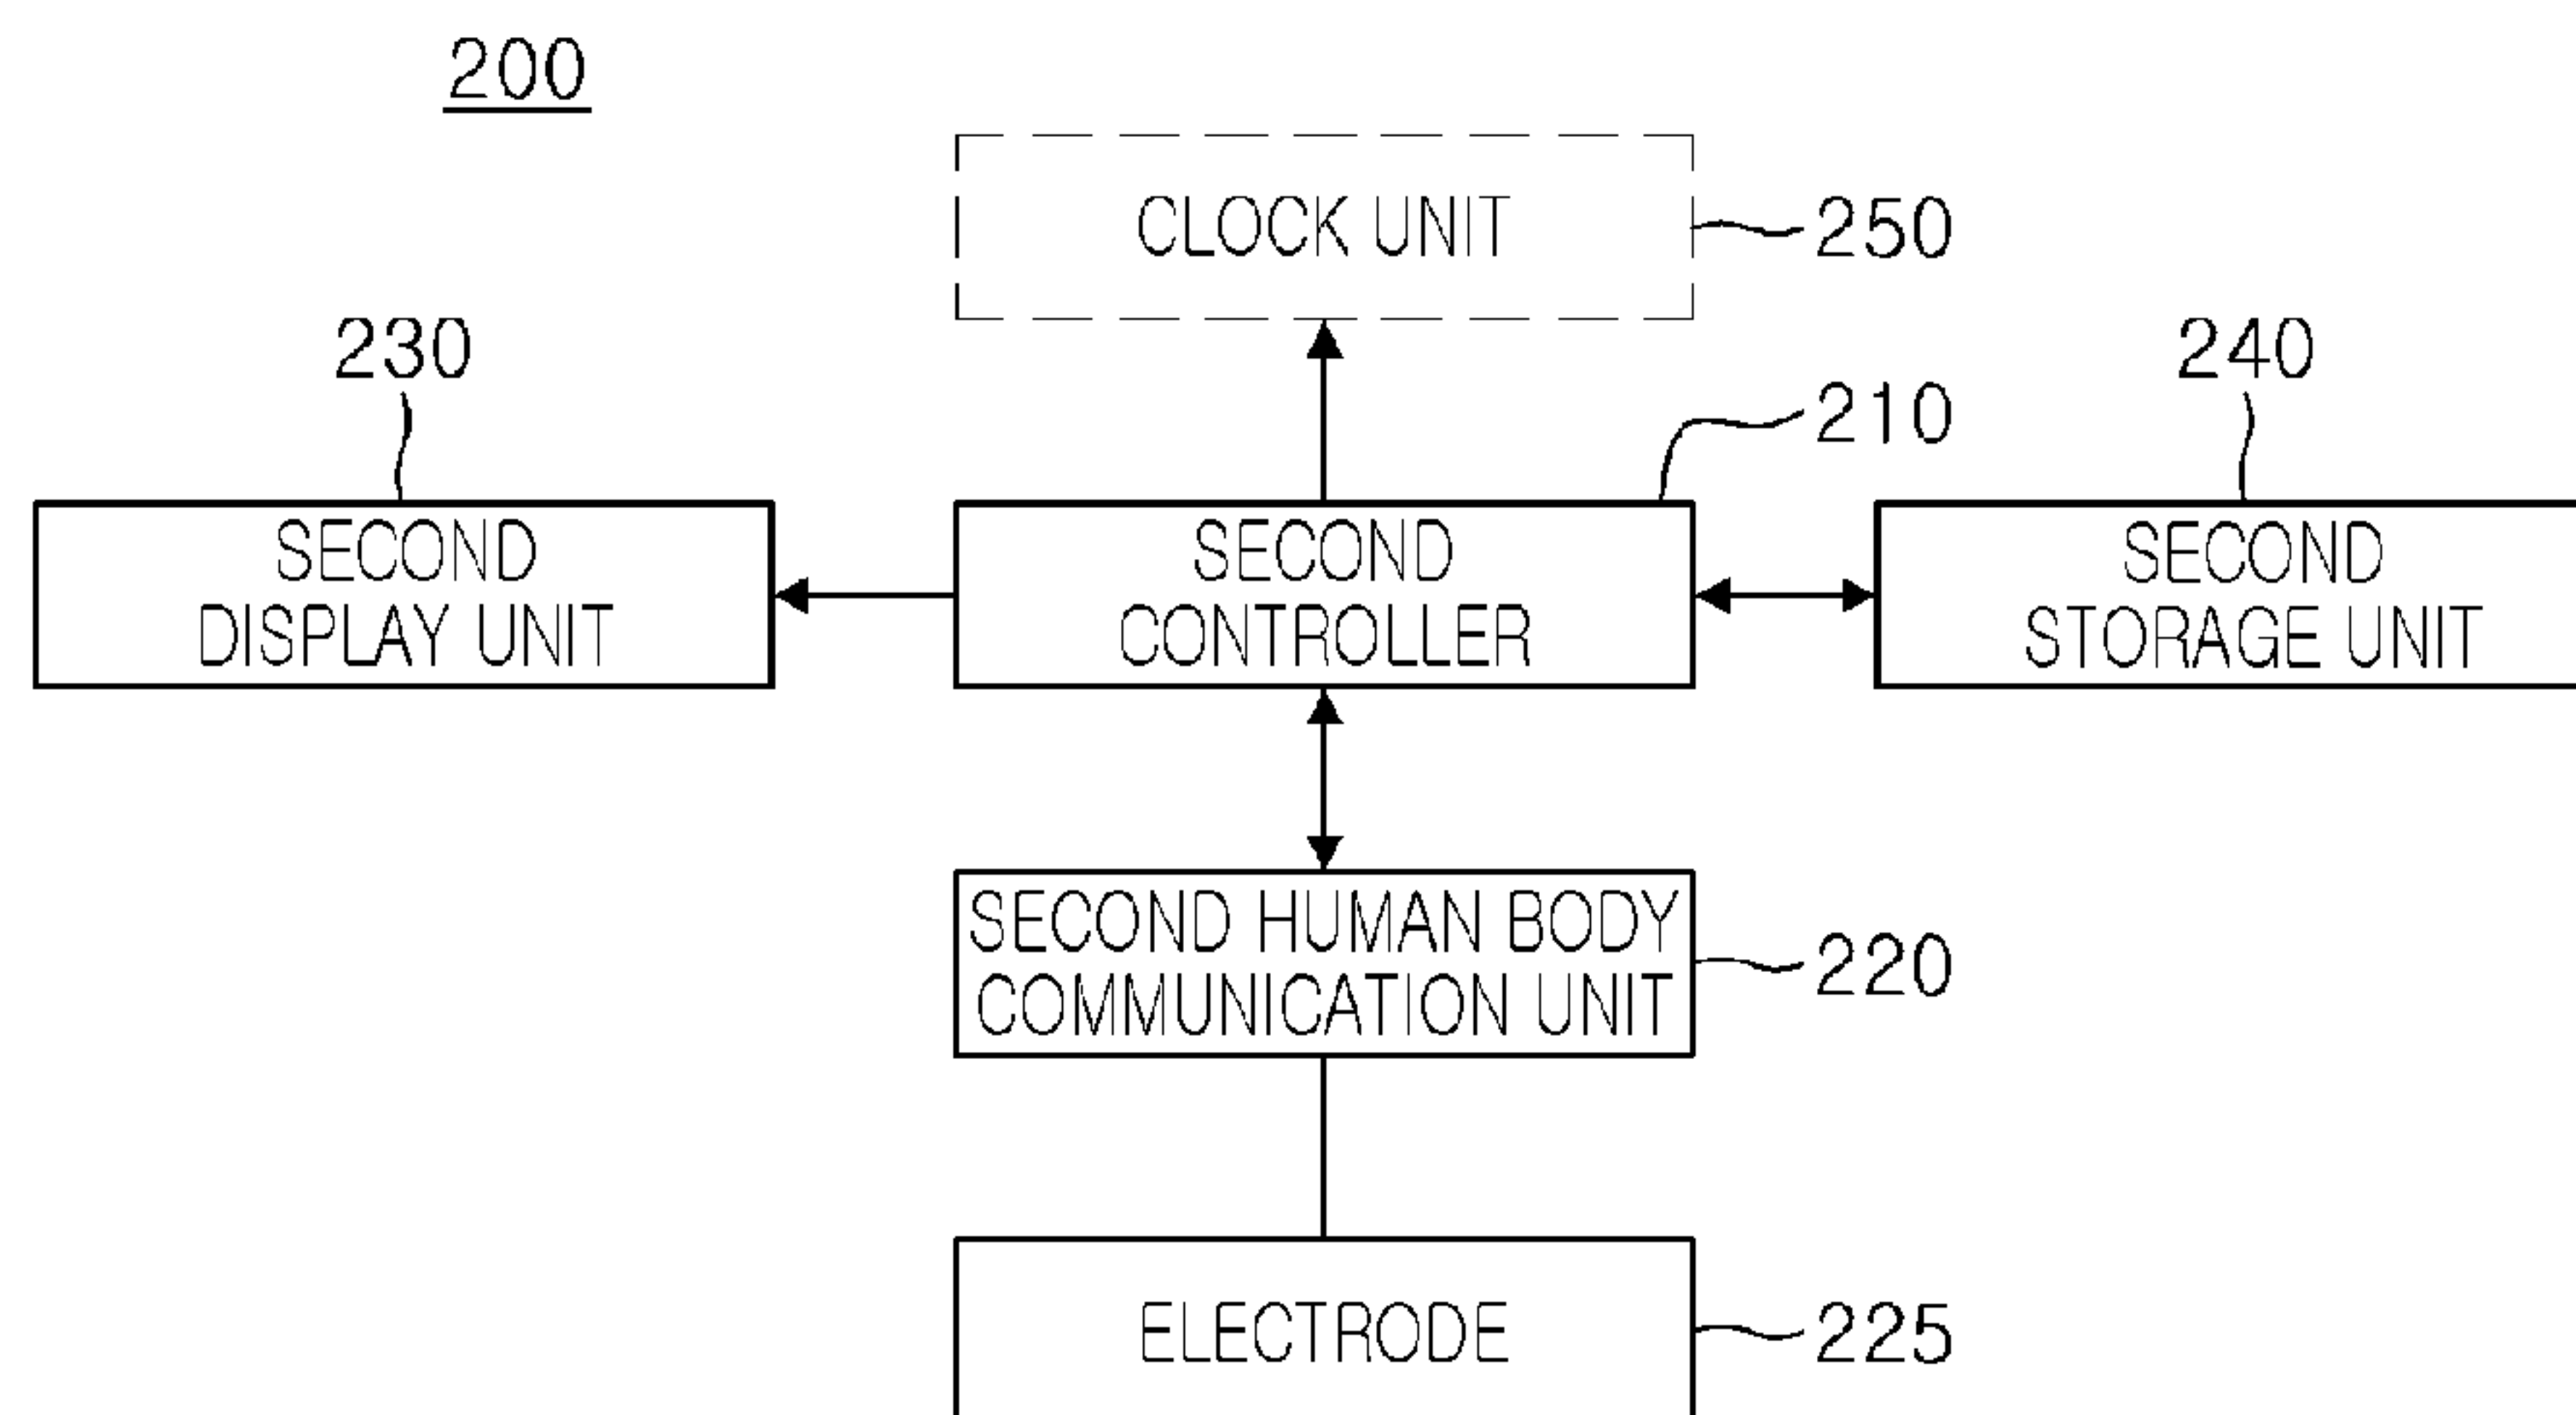 200
CLOCK UNIT
250
230
240
210
SECOND
DISPLAY UNIT
SECOND
CONTROLLER
SECOND
STORAGE UNIT
SECOND HUMAN BODY
COMMUNICATION UNIT
220
ELECTRODE
225